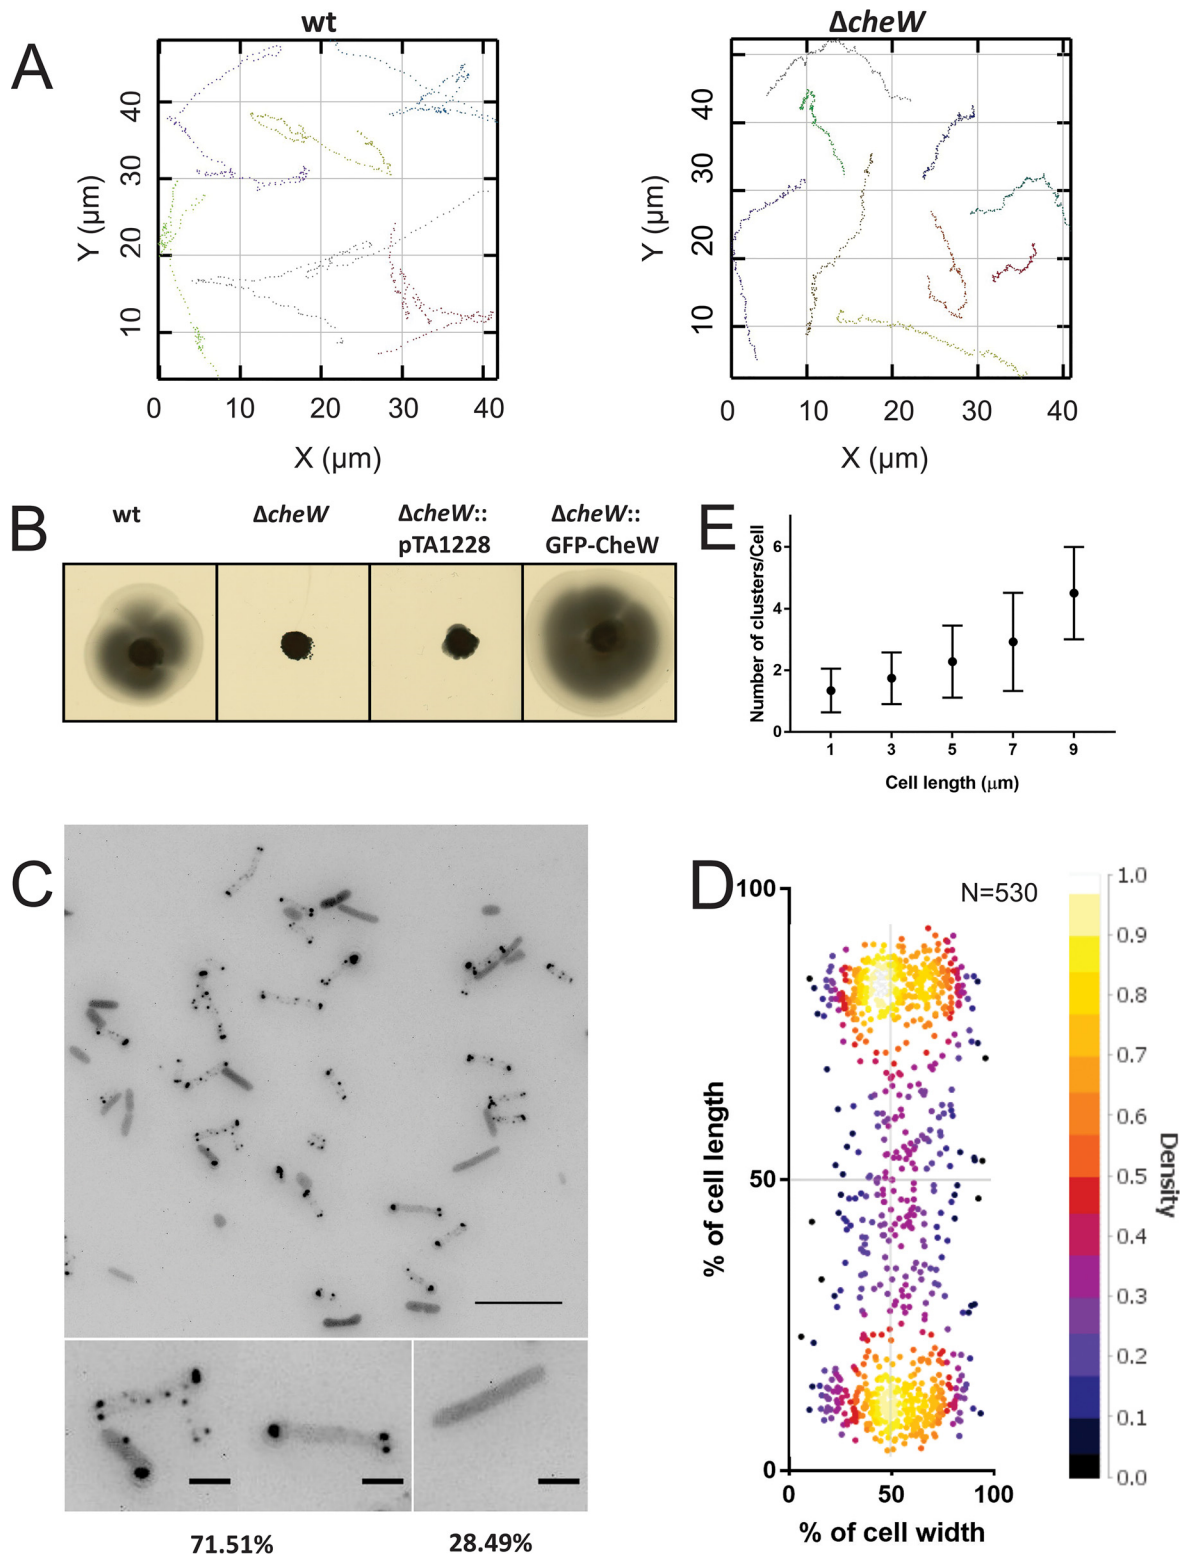 A
wt
ΔcheW
40
30
20
10
Y (µm)
0 10 20 30 40
X (µm)
40
30
20
10
Y (µm)
0 10 20 30 40
X (µm)
B
wt
ΔcheW
ΔcheW::
pTA1228
ΔcheW::
GFP-CheW
E
Number of clusters/Cell
6
4
2
0
1 3 5 7 9
Cell length (µm)
C
71.51%
28.49%
D
N=530
100
50
0
% of cell length
0 50 100
% of cell width
1.0
0.9
0.8
0.7
0.6
0.5
0.4
0.3
0.2
0.1
0.0
Density